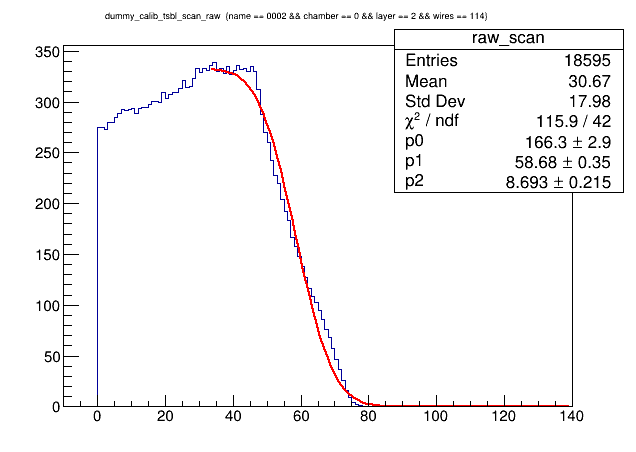 dummy_calib_tsbl_scan_raw {name == 0002 && chamber == 0 && layer == 2 && wires == 114}
raw_scan
Entries 18595
Mean 30.67
Std Dev 17.98
χ² / ndf 115.9 / 42
p0 166.3 ± 2.9
p1 58.68 ± 0.35
p2 8.693 ± 0.215
350
300
250
200
150
100
50
0
0 20 40 60 80 100 120 140